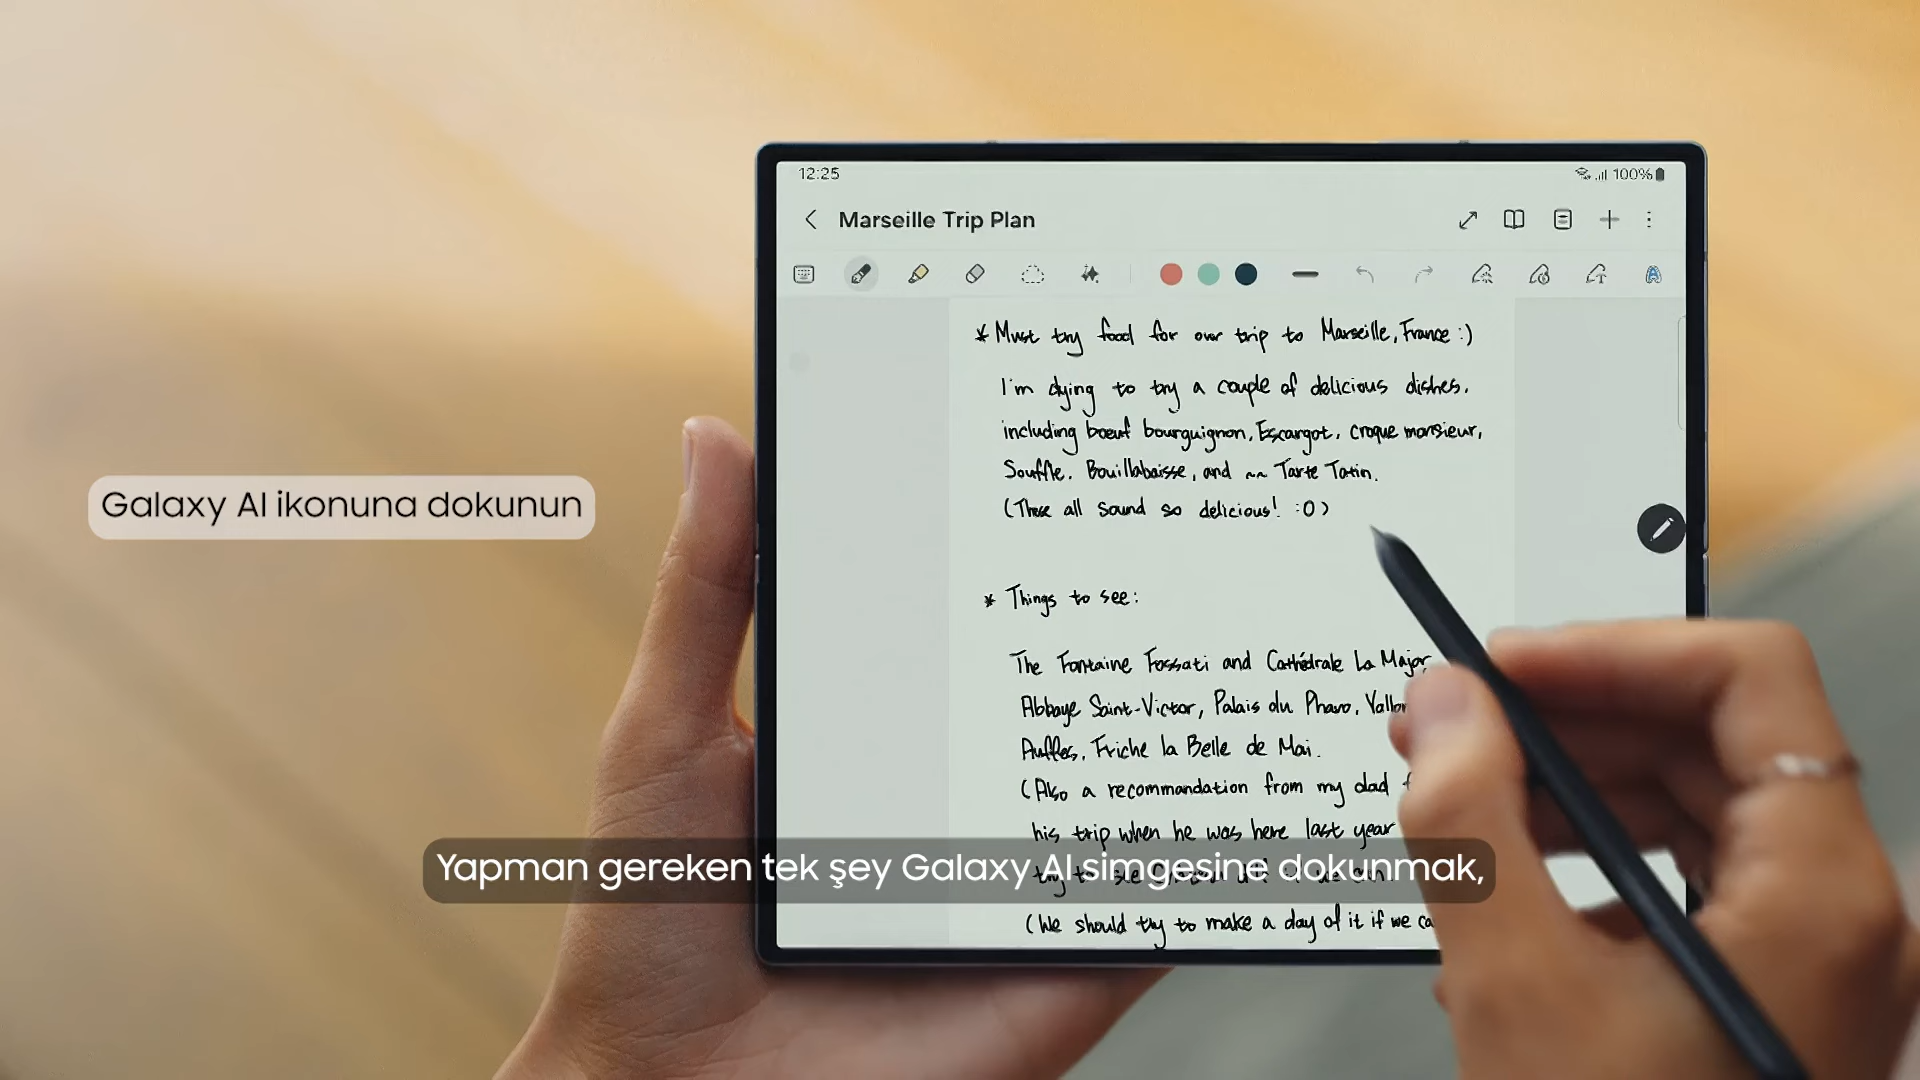 12:25
100%
Marseille Trip Plan
* Must try food for our trip to Marseille, France :)
I'm dying to try a couple of delicious dishes,
including bœuf bourguignon, Escargot, croque monsieur,
Souffle, Bouillabaisse, and ~~ Tarte Tatin.
(These all sound so delicious! :O)
Galaxy AI ikonuna dokunun
* Things to see:
The Fontaine Fossati and Cathédrale La Major,
Abbaye Saint-Victor, Palais du Pharo, Vallon
Auffes, Friche la Belle de Mai.
(Also a recommandation from my dad
his trip when he was here last year
Yapman gereken tek şey Galaxy AI simgesine dokunmak,
(We should try to make a day of it if we ca